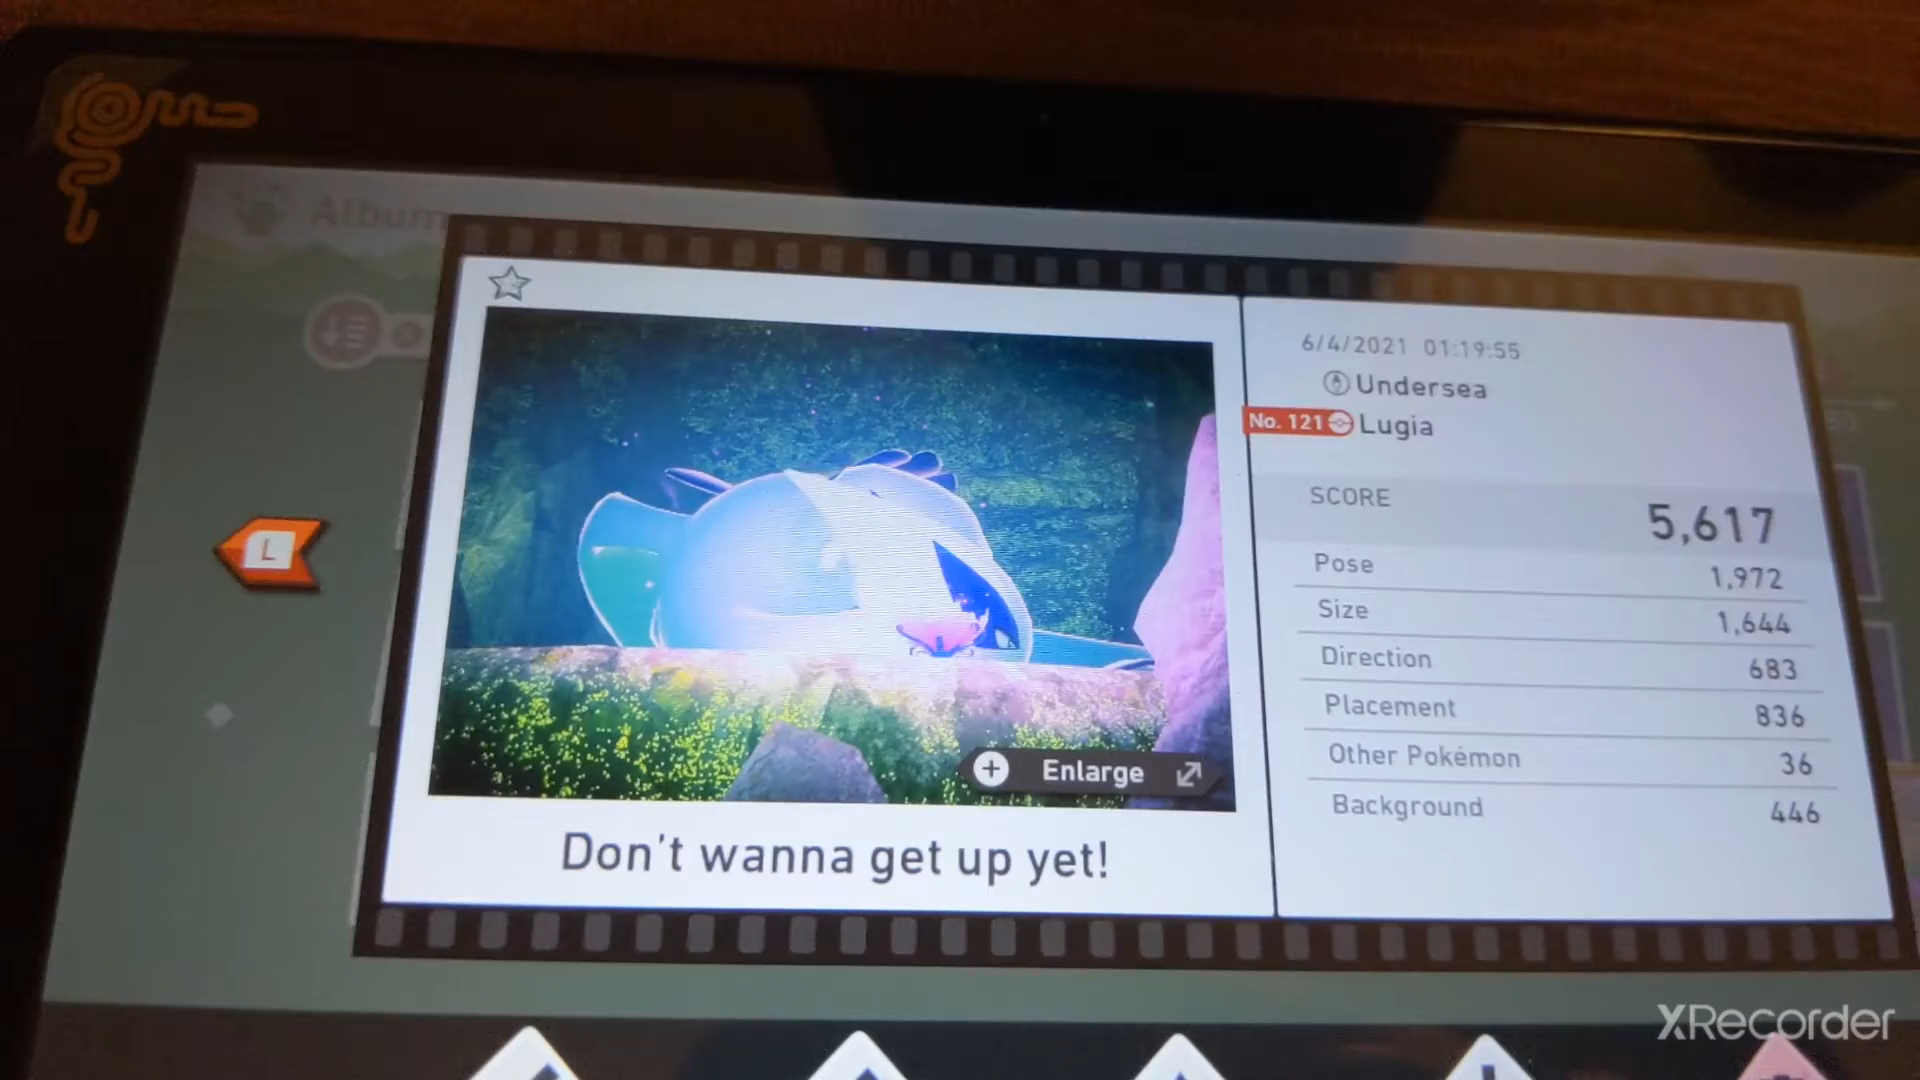 Album
6/4/2021 01:19:55
Undersea
No. 121 Lugia
SCORE
5,617
Pose 1,972
Size 1,644
Direction 683
Placement 836
Other Pokémon 36
Background 446
L
+ Enlarge
Don't wanna get up yet!
XRecorder